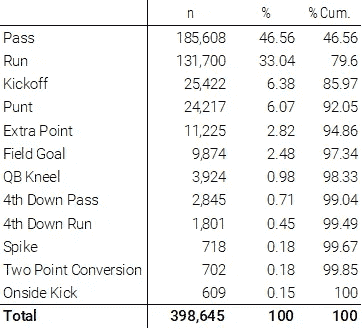 n % % Cum.
Pass 185,608 46.56 46.56
Run 131,700 33.04 79.6
Kickoff 25,422 6.38 85.97
Punt 24,217 6.07 92.05
Extra Point 11,225 2.82 94.86
Field Goal 9,874 2.48 97.34
QB Kneel 3,924 0.98 98.33
4th Down Pass 2,845 0.71 99.04
4th Down Run 1,801 0.45 99.49
Spike 718 0.18 99.67
Two Point Conversion 702 0.18 99.85
Onside Kick 609 0.15 100
Total 398,645 100 100